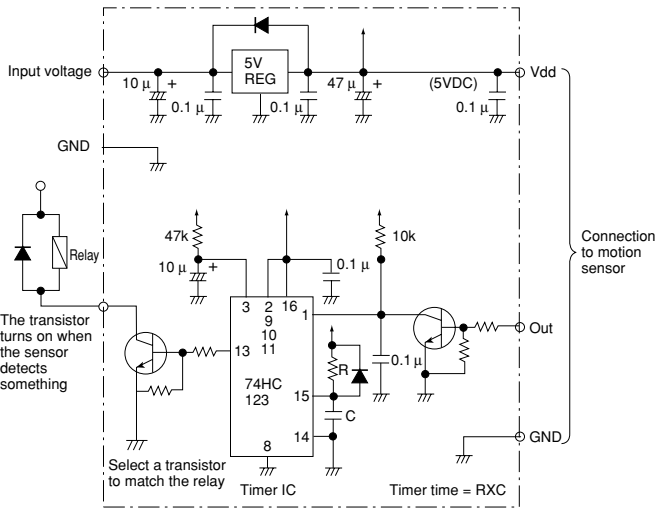 Input voltage
10 μ
+
0.1 μ
5V
REG
0.1 μ
47 μ
+
(5VDC)
0.1 μ
Vdd
GND
Relay
The transistor
turns on when
the sensor
detects
something
47k
10 μ
+
0.1 μ
10k
3
2
16
9
10
11
1
13
74HC
123
15
14
8
R
C
0.1 μ
Out
GND
Connection
to motion
sensor
Select a transistor
to match the relay
Timer IC
Timer time = RXC